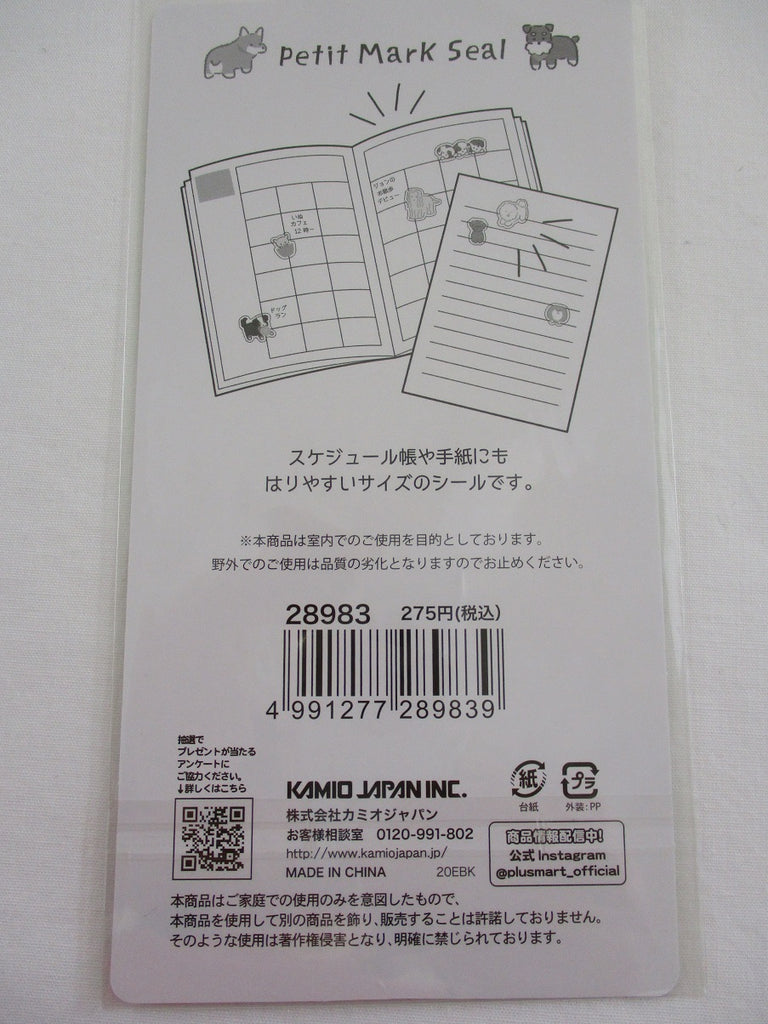 Petit Mark Seal
ジョンの
お散歩
デビュー
いぬ
カフェ
12時〜
ドッグ
ラン
スケジュール帳や手紙にも
はりやすいサイズのシールです。
※本商品は室内でのご使用を目的としております。
野外でのご使用は品質の劣化となりますのでお止めください。
28983 275円(税込)
4 991277 289839
抽選で
プレゼントが当たる
アンケートに
ご協力ください。
↓詳しくはこちら
KAMIO JAPAN INC.
株式会社カミオジャパン
お客様相談室 0120-991-802
http://www.kamiojapan.jp/
MADE IN CHINA 20EBK
紙
台紙
プラ
外装:PP
商品情報配信中!
公式 Instagram
@plusmart_official
本商品はご家庭での使用のみを意図したもので、
本商品を使用して別の商品を飾り、販売することは許諾しておりません。
そのような使用は著作権侵害となり、明確に禁じられております。